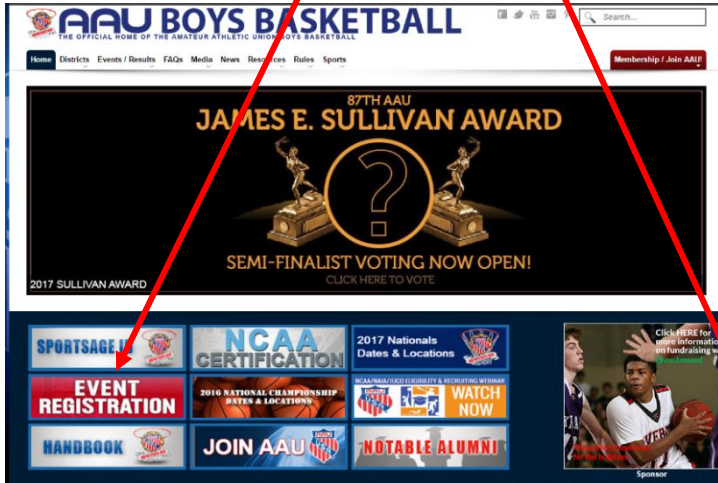 AAU BOYS BASKETBALL
THE OFFICIAL HOME OF THE AMATEUR ATHLETIC UNION BOYS BASKETBALL
Search...
Home Districts Events / Results FAQs Media News Resources Rules Sports
Membership / Join AAU!
87TH AAU
JAMES E. SULLIVAN AWARD
?
SEMI-FINALIST VOTING NOW OPEN!
CLICK HERE TO VOTE
2017 SULLIVAN AWARD
SPORTSAGE.ID
NCAA
CERTIFICATION
2017 Nationals
Dates & Locations
EVENT
REGISTRATION
2016 NATIONAL CHAMPIONSHIP
DATES & LOCATIONS
NCAA/NAIA/NJCCO ELIGIBILITY & RECRUITING WEBINAR
WATCH
NOW
HANDBOOK
JOIN AAU
NOTABLE ALUMNI
Click HERE for
more informatio
on fundraising w
Sponsor